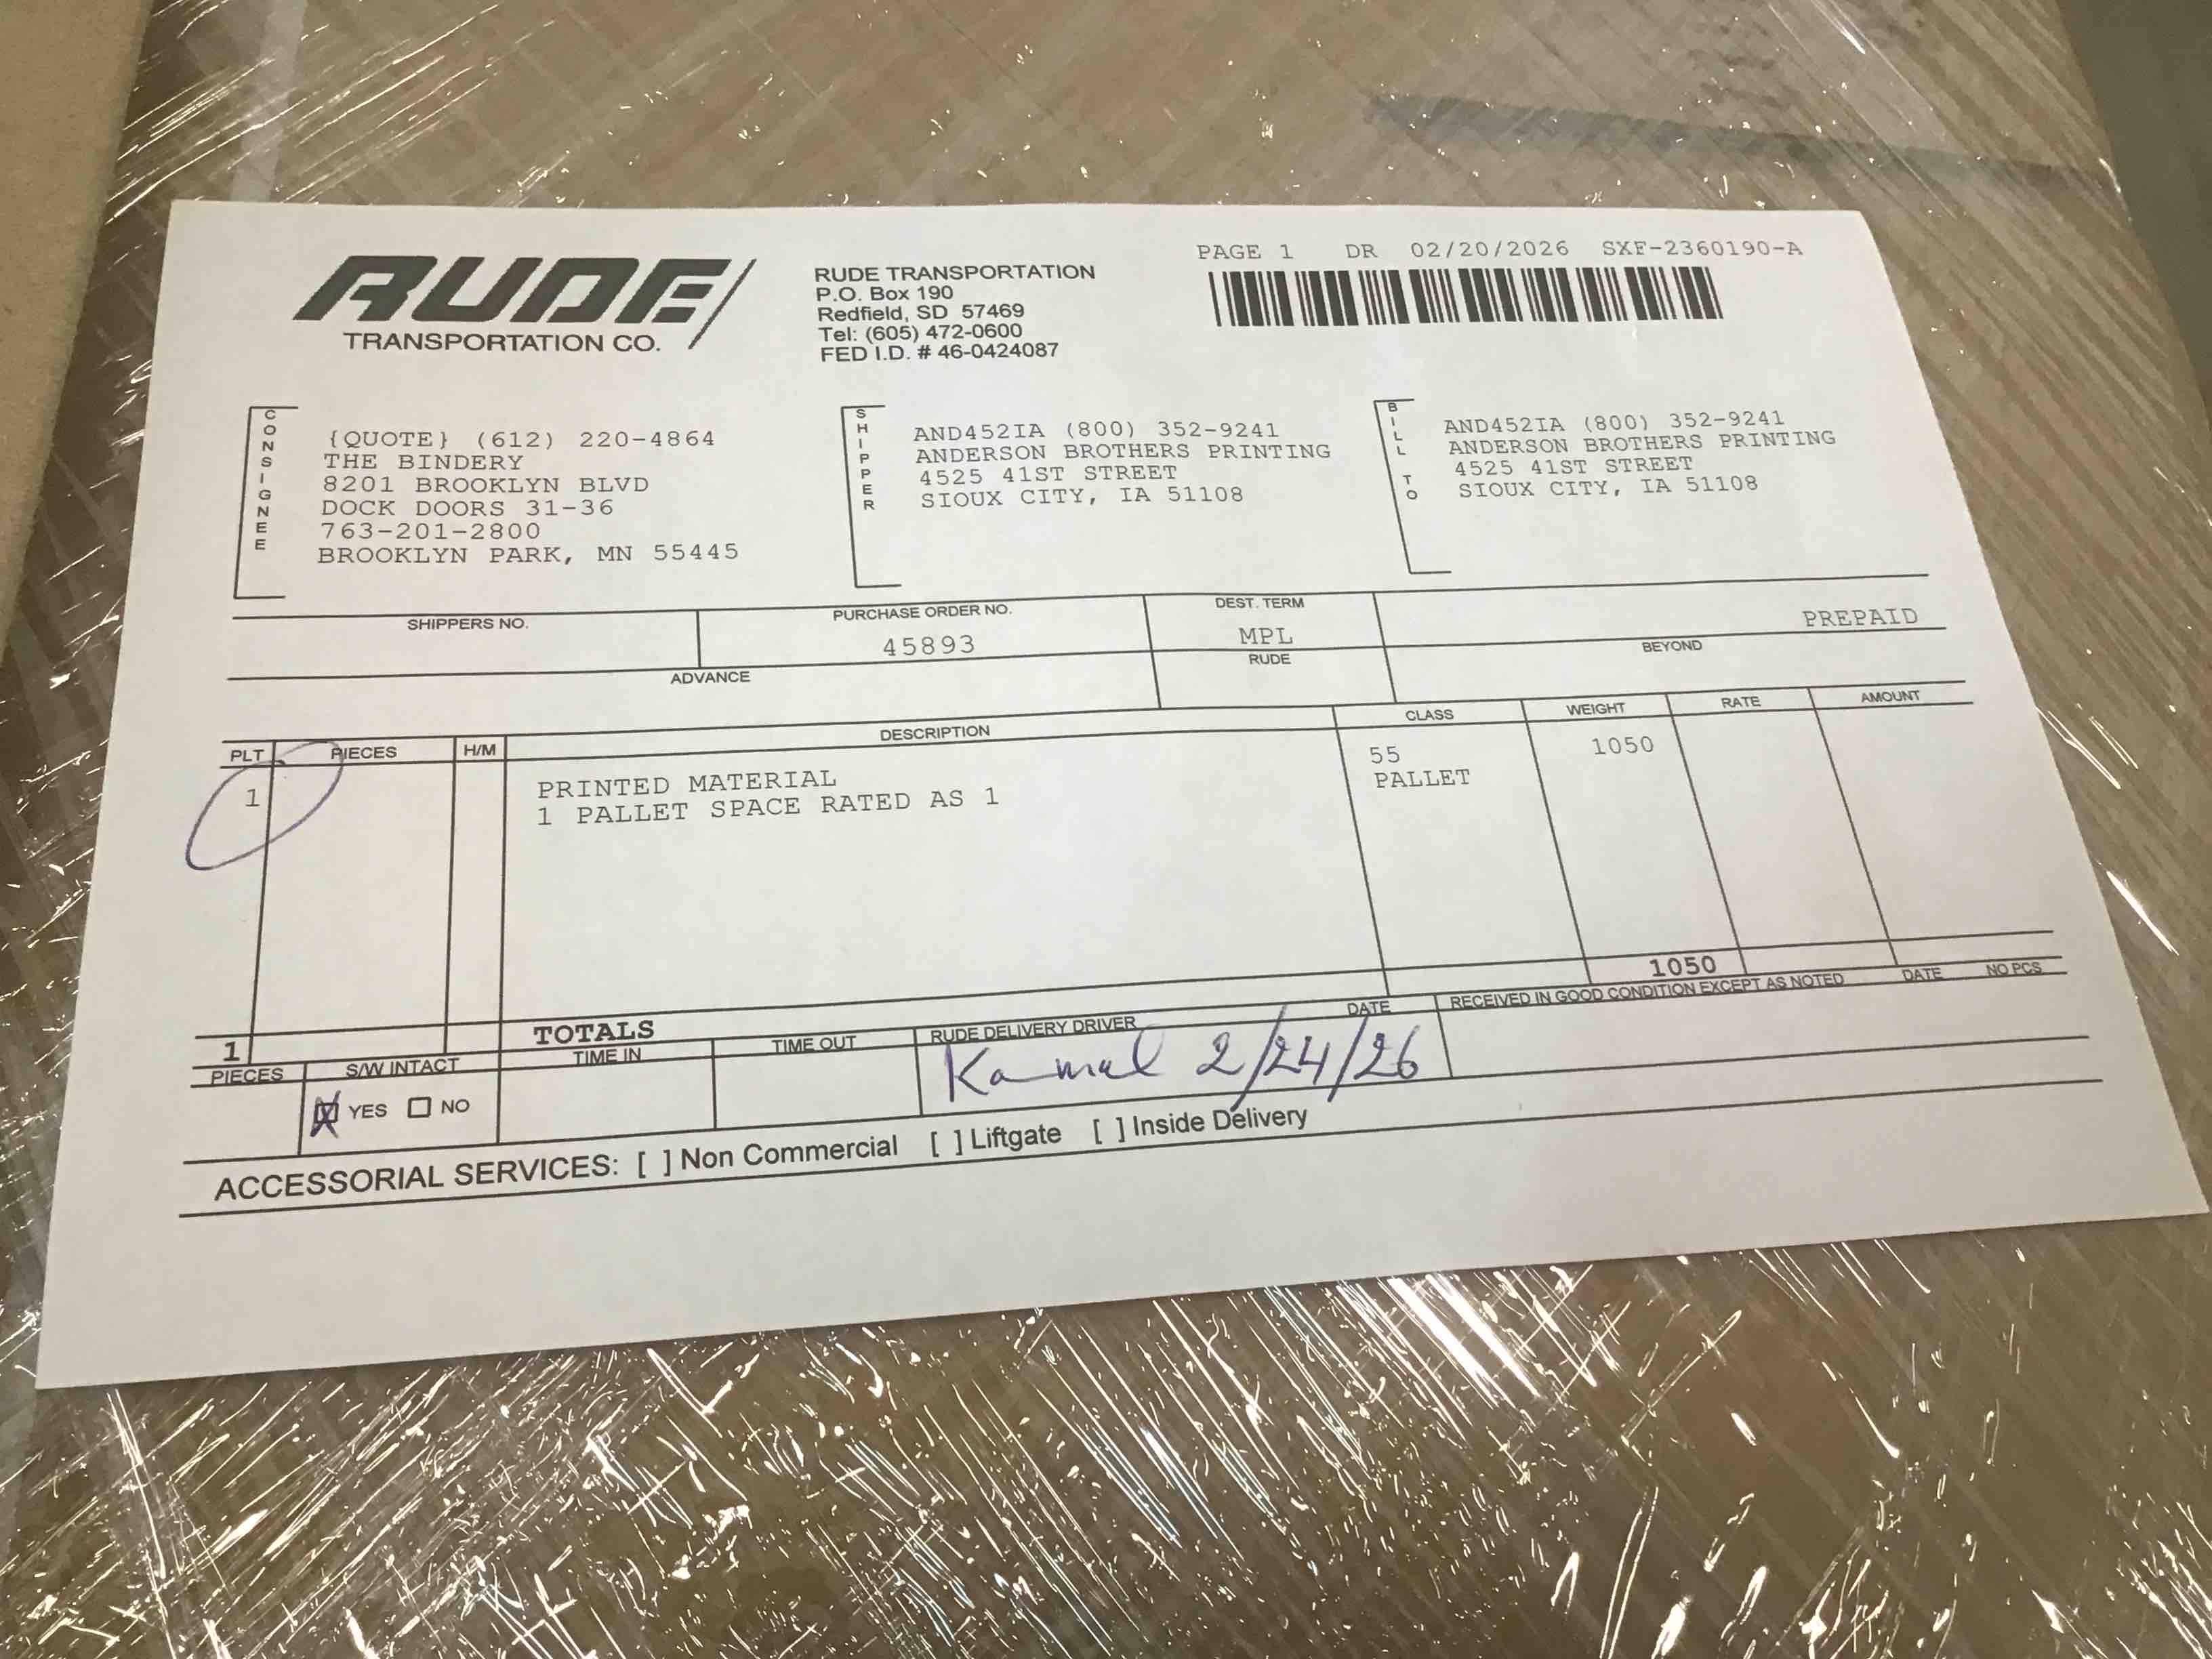 RUDE
TRANSPORTATION CO.
RUDE TRANSPORTATION
P.O. Box 190
Redfield, SD 57469
Tel: (605) 472-0600
FED I.D. # 46-0424087
PAGE 1 DR 02/20/2026 SXF-2360190-A
CONSIGNEE
{QUOTE} (612) 220-4864
THE BINDERY
8201 BROOKLYN BLVD
DOCK DOORS 31-36
763-201-2800
BROOKLYN PARK, MN 55445
SHIPPER
AND452IA (800) 352-9241
ANDERSON BROTHERS PRINTING
4525 41ST STREET
SIOUX CITY, IA 51108
BILL TO
AND452IA (800) 352-9241
ANDERSON BROTHERS PRINTING
4525 41ST STREET
SIOUX CITY, IA 51108
SHIPPERS NO.
PURCHASE ORDER NO.
45893
DEST. TERM
MPL
PREPAID
ADVANCE
RUDE
BEYOND
PLT PIECES H/M DESCRIPTION CLASS WEIGHT RATE AMOUNT
1 PRINTED MATERIAL 55 1050
1 PALLET SPACE RATED AS 1 PALLET
1 TOTALS 1050
PIECES
S/W INTACT
YES NO
TIME IN
TIME OUT
RUDE DELIVERY DRIVER DATE
Kamal 2/24/26
RECEIVED IN GOOD CONDITION EXCEPT AS NOTED DATE NO PCS
ACCESSORIAL SERVICES: [ ] Non Commercial [ ] Liftgate [ ] Inside Delivery